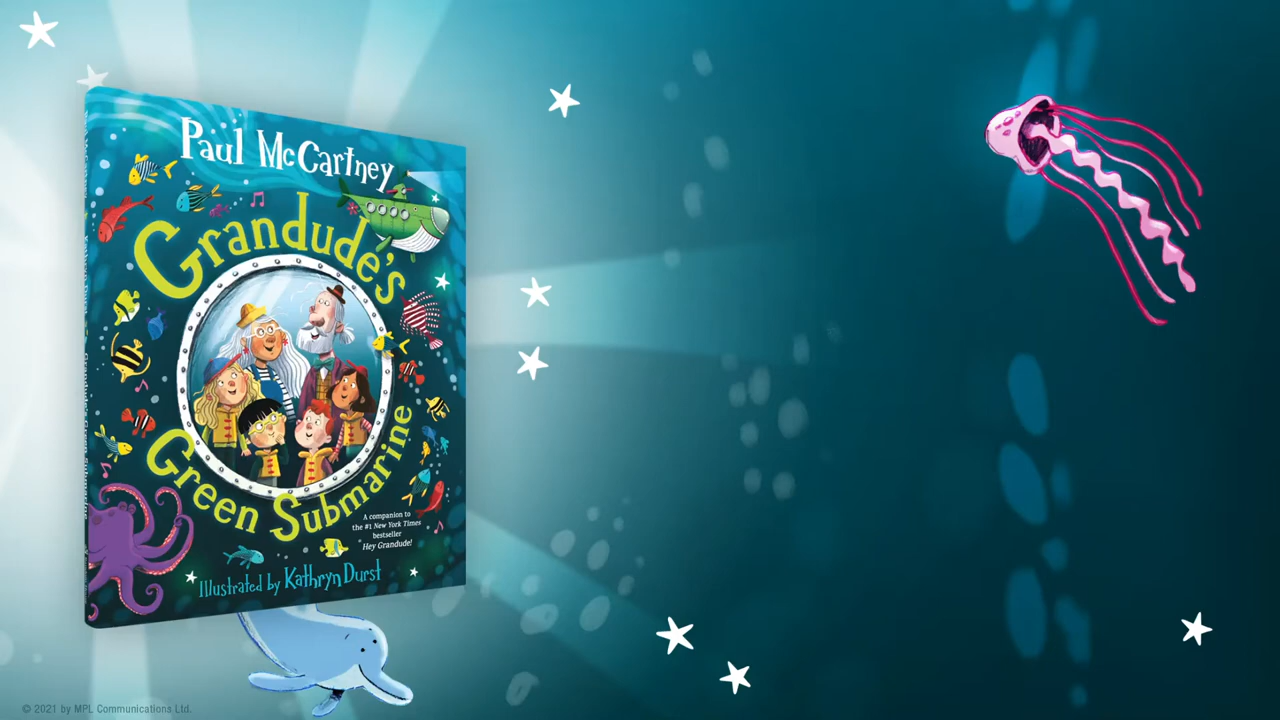 Paul McCartney
Grandude's
Green Submarine
A companion to
the #1 New York Times
bestseller
Hey Grandude!
Illustrated by Kathryn Durst
© 2021 by MPL Communications Ltd.